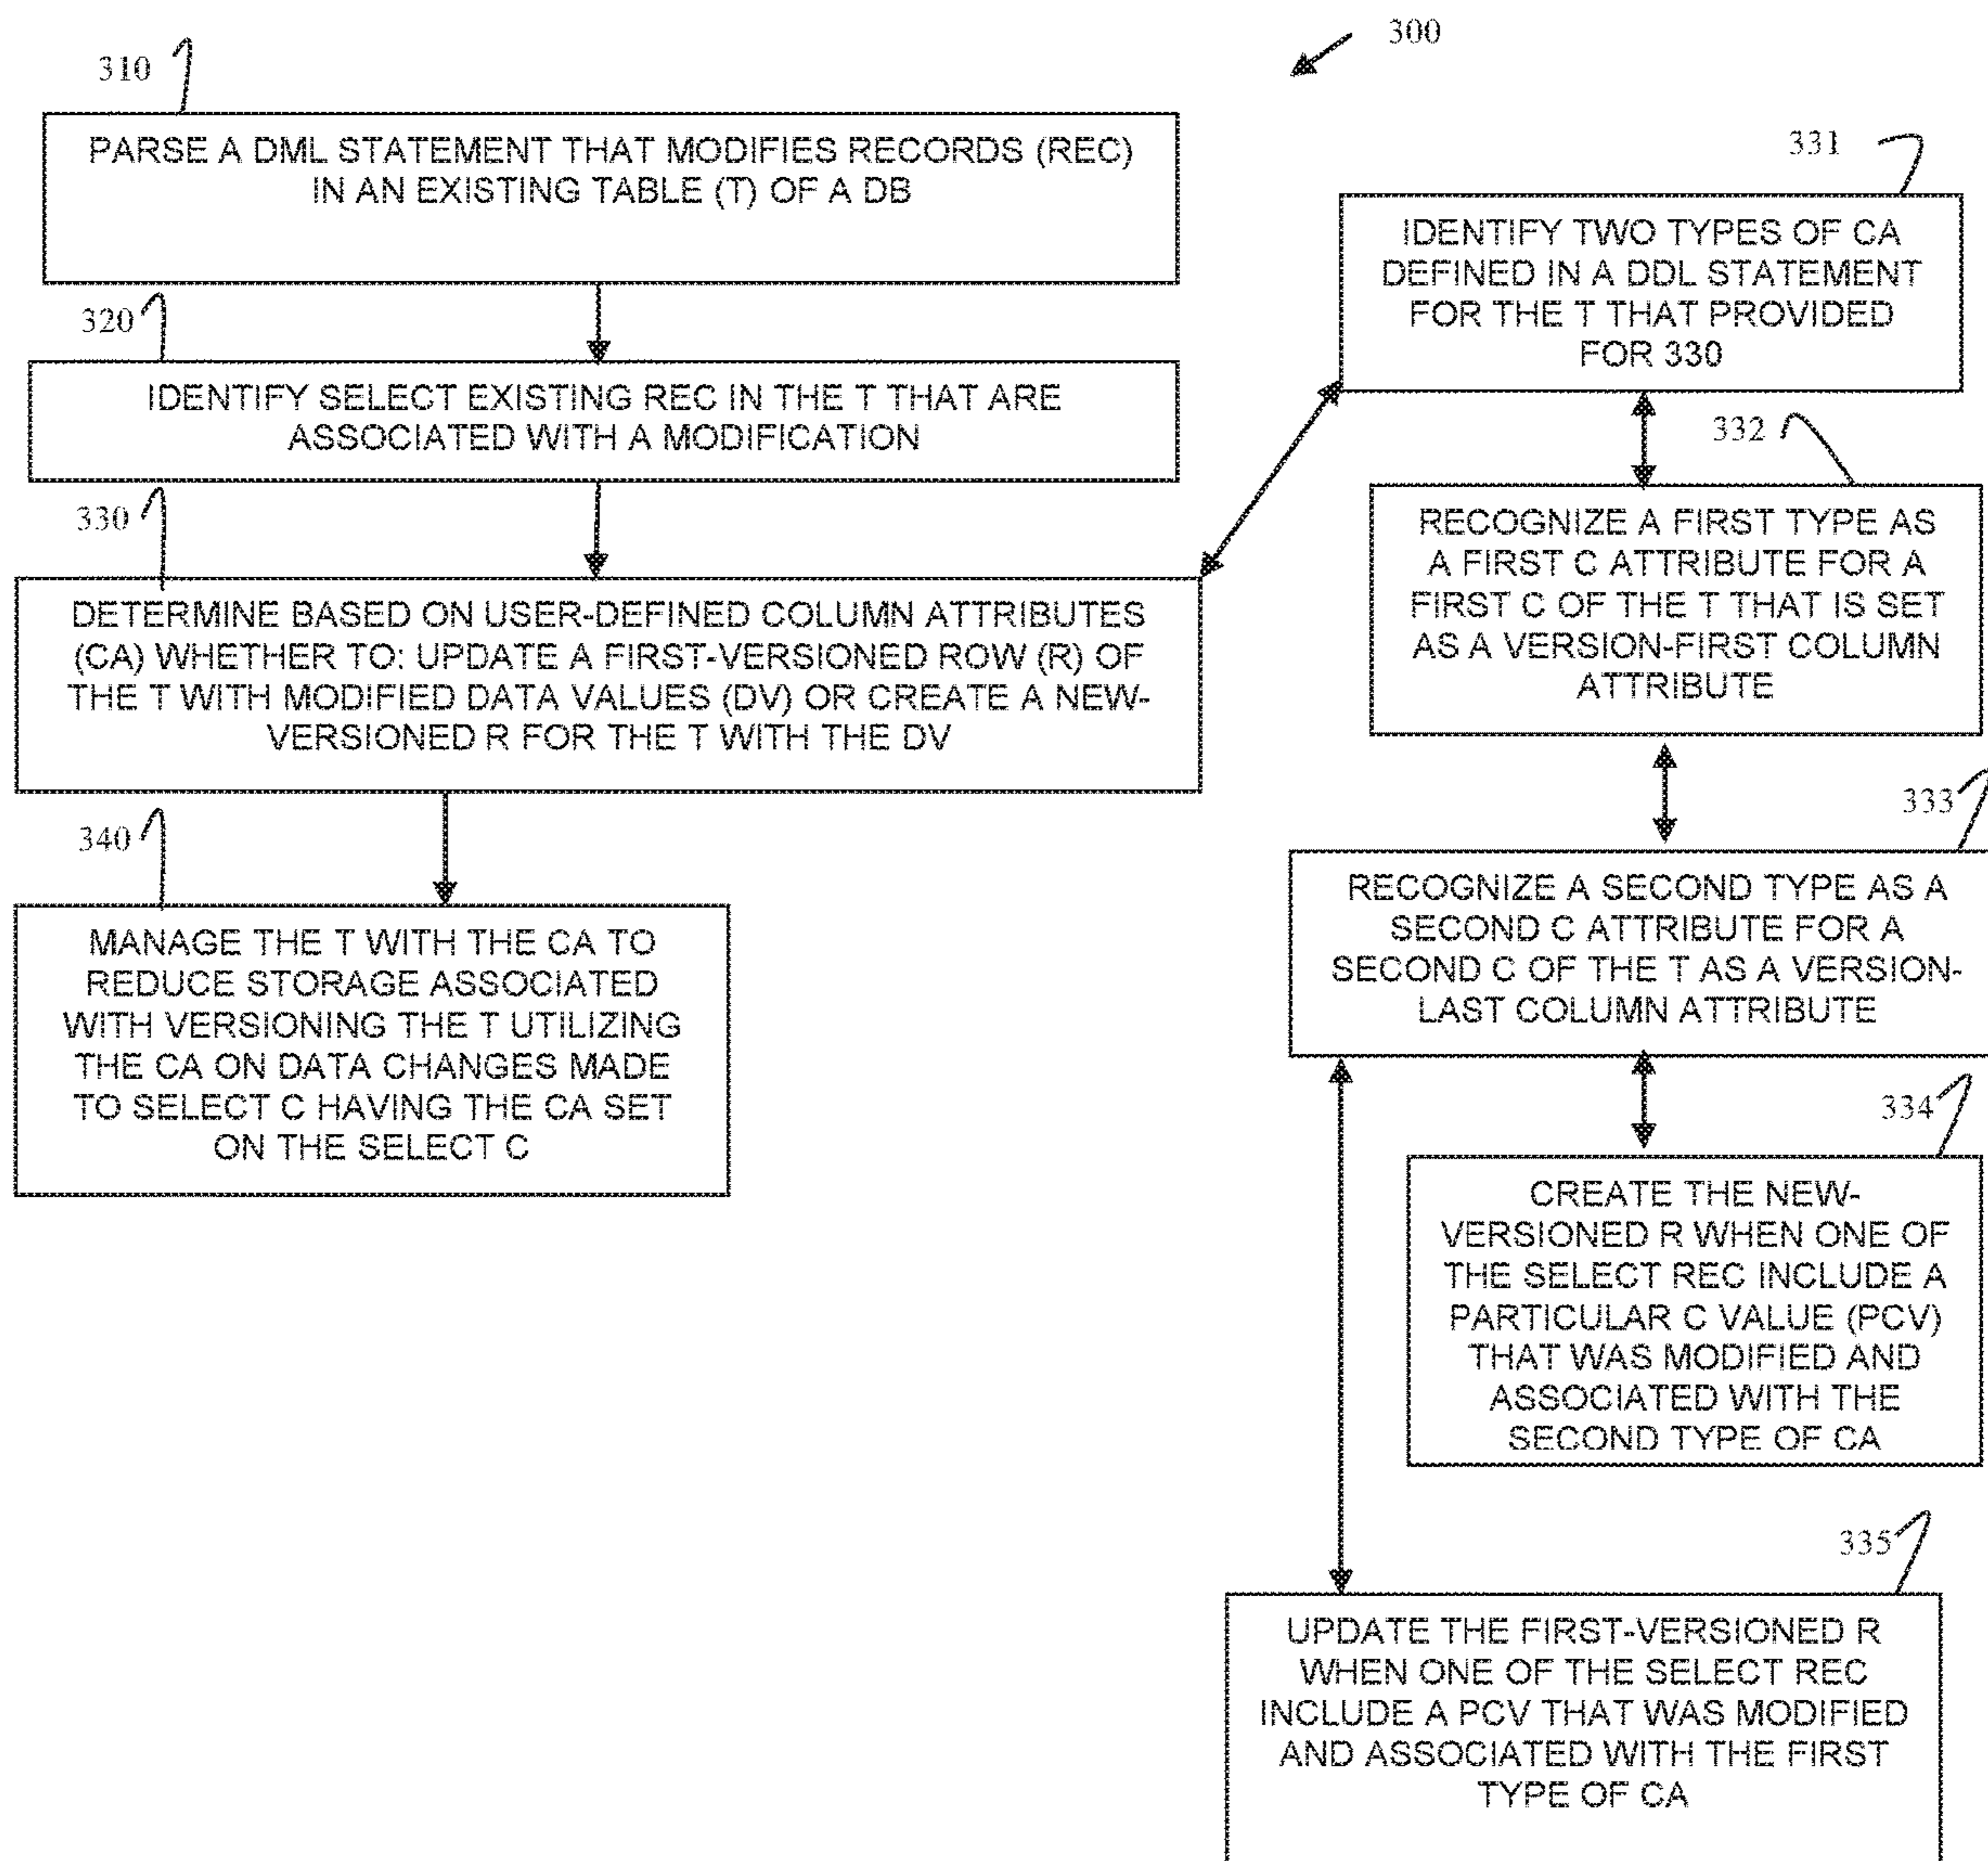 300
310
PARSE A DML STATEMENT THAT MODIFIES RECORDS (REC)
IN AN EXISTING TABLE (T) OF A DB
320
IDENTIFY SELECT EXISTING REC IN THE T THAT ARE
ASSOCIATED WITH A MODIFICATION
330
DETERMINE BASED ON USER-DEFINED COLUMN ATTRIBUTES
(CA) WHETHER TO: UPDATE A FIRST-VERSIONED ROW (R) OF
THE T WITH MODIFIED DATA VALUES (DV) OR CREATE A NEW-
VERSIONED R FOR THE T WITH THE DV
340
MANAGE THE T WITH THE CA TO
REDUCE STORAGE ASSOCIATED
WITH VERSIONING THE T UTILIZING
THE CA ON DATA CHANGES MADE
TO SELECT C HAVING THE CA SET
ON THE SELECT C
331
IDENTIFY TWO TYPES OF CA
DEFINED IN A DDL STATEMENT
FOR THE T THAT PROVIDED
FOR 330
332
RECOGNIZE A FIRST TYPE AS
A FIRST C ATTRIBUTE FOR A
FIRST C OF THE T THAT IS SET
AS A VERSION-FIRST COLUMN
ATTRIBUTE
333
RECOGNIZE A SECOND TYPE AS A
SECOND C ATTRIBUTE FOR A
SECOND C OF THE T AS A VERSION-
LAST COLUMN ATTRIBUTE
334
CREATE THE NEW-
VERSIONED R WHEN ONE OF
THE SELECT REC INCLUDE A
PARTICULAR C VALUE (PCV)
THAT WAS MODIFIED AND
ASSOCIATED WITH THE
SECOND TYPE OF CA
335
UPDATE THE FIRST-VERSIONED R
WHEN ONE OF THE SELECT REC
INCLUDE A PCV THAT WAS MODIFIED
AND ASSOCIATED WITH THE FIRST
TYPE OF CA